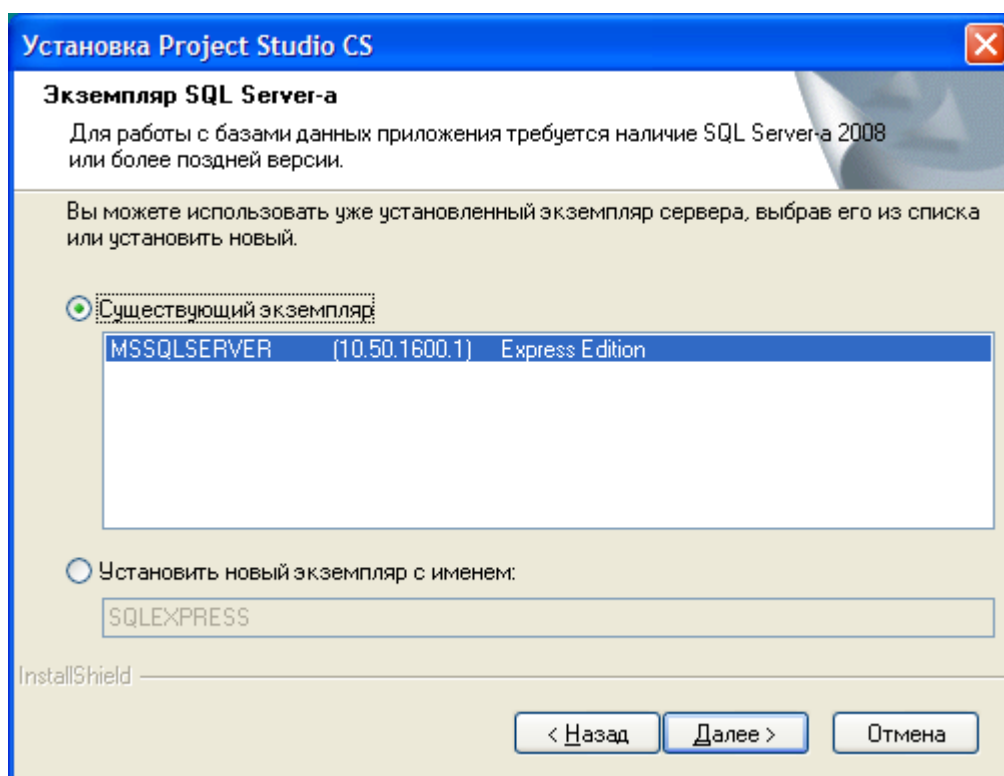 Установка Project Studio CS
Экземпляр SQL Server-а
Для работы с базами данных приложения требуется наличие SQL Server-а 2008
или более поздней версии.
Вы можете использовать уже установленный экземпляр сервера, выбрав его из списка
или установить новый.
Существующий экземпляр
MSSQLSERVER (10.50.1600.1) Express Edition
Установить новый экземпляр с именем:
SQLEXPRESS
InstallShield
< Назад Далее > Отмена